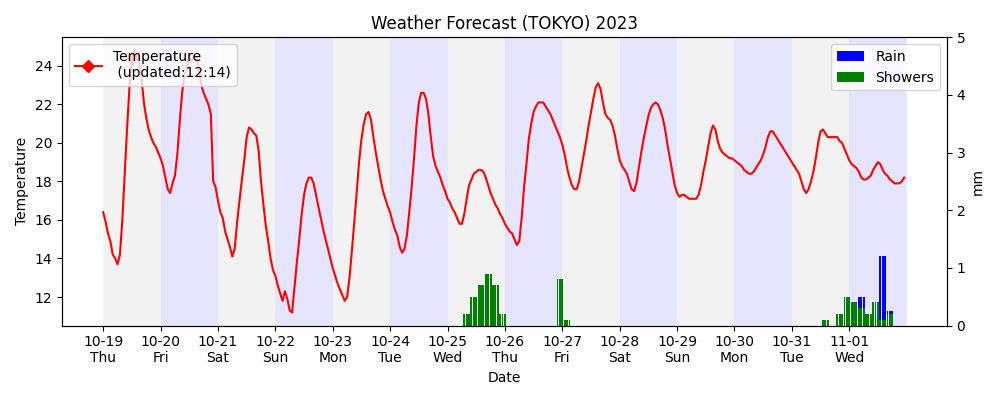 Weather Forecast (TOKYO) 2023
Temperature
(updated:12:14)
Rain
Showers
Temperature
24
22
20
18
16
14
12
5
4
3
2
1
0
mm
10-19 10-20 10-21 10-22 10-23 10-24 10-25 10-26 10-27 10-28 10-29 10-30 10-31 11-01
Thu Fri Sat Sun Mon Tue Wed Thu Fri Sat Sun Mon Tue Wed
Date